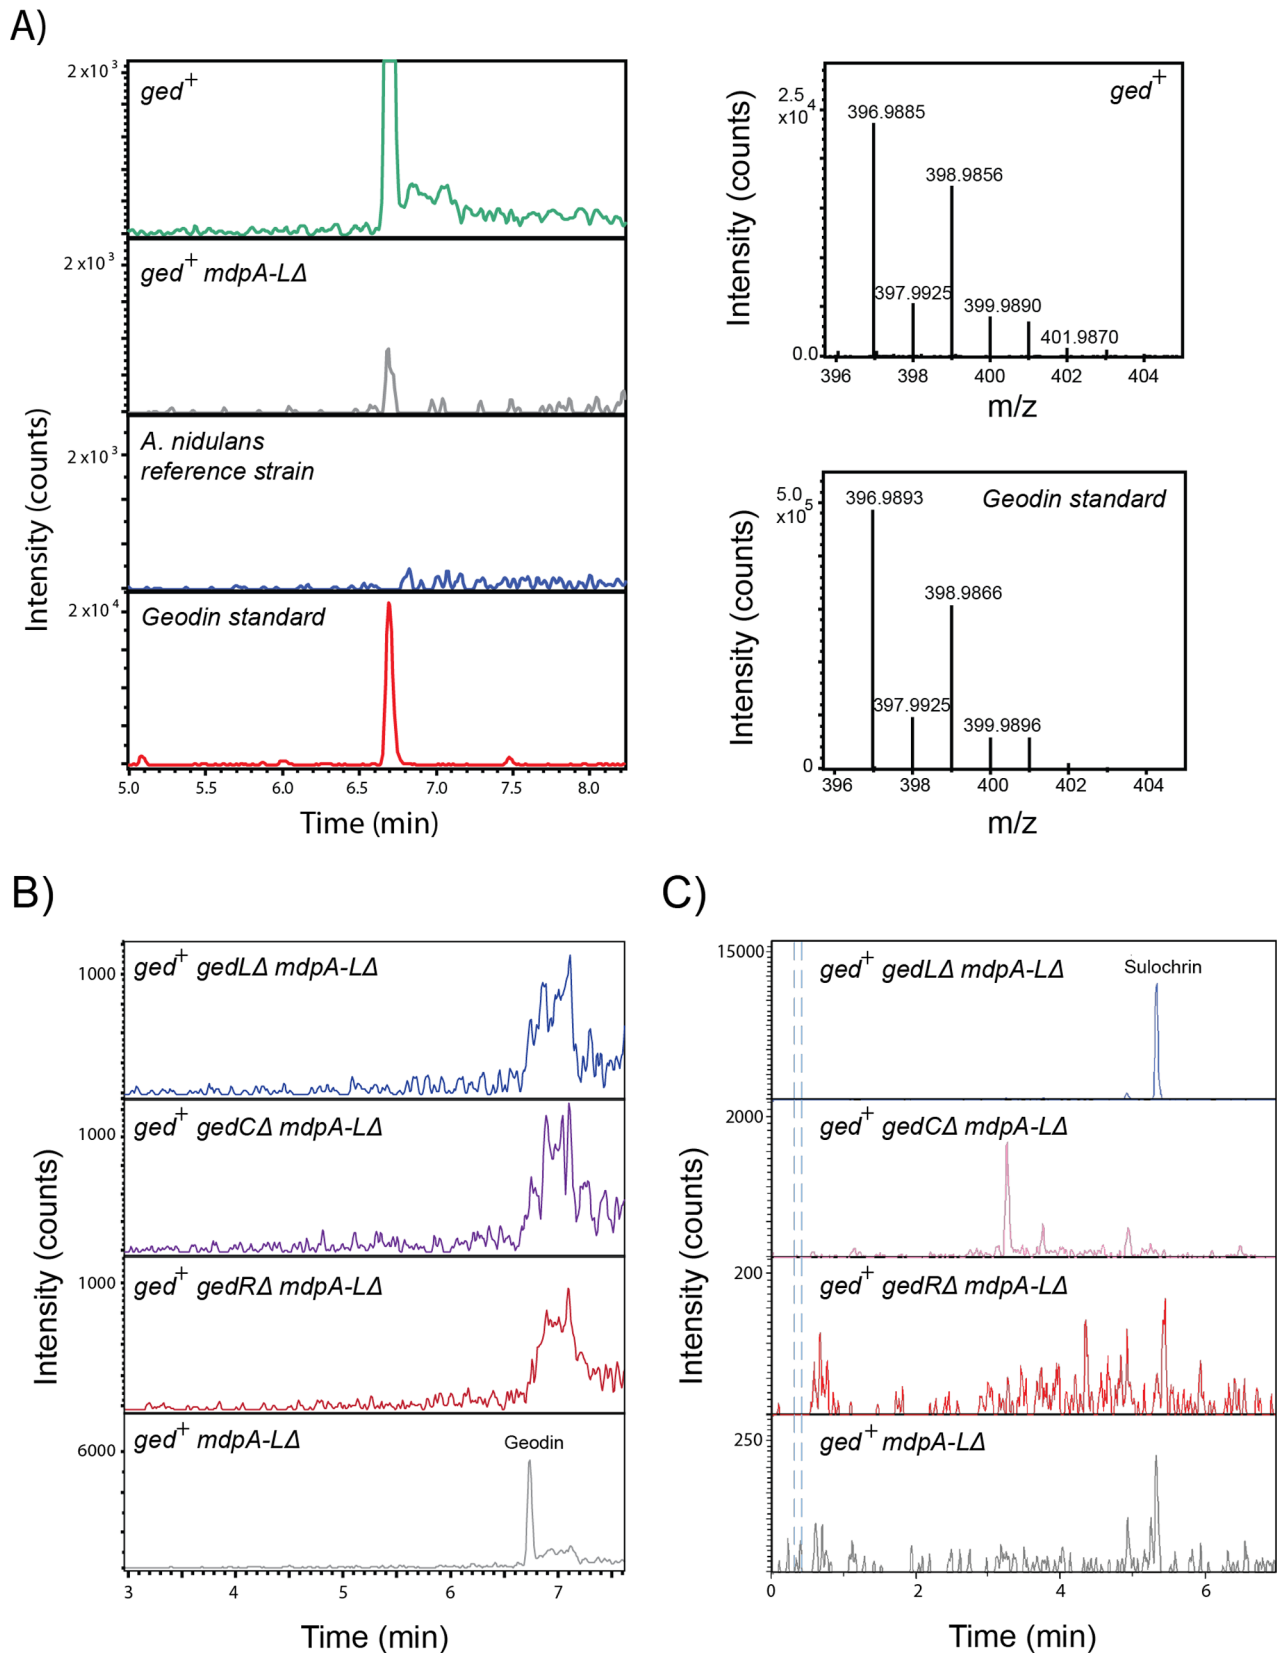 A)
Intensity (counts)
2 x10³
ged⁺
2 x10³
ged⁺ mdpA-LΔ
2 x10³
A. nidulans
reference strain
2 x10⁴
Geodin standard
5.0 5.5 6.0 6.5 7.0 7.5 8.0
Time (min)
Intensity (counts)
2.5
x10⁴
0.0
ged⁺
396.9885
398.9856
397.9925
399.9890
401.9870
396 398 400 402 404
m/z
Intensity (counts)
5.0
x10⁵
0
Geodin standard
396.9893
398.9866
397.9925
399.9896
396 398 400 402 404
m/z
B)
Intensity (counts)
1000
ged⁺ gedLΔ mdpA-LΔ
1000
ged⁺ gedCΔ mdpA-LΔ
1000
ged⁺ gedRΔ mdpA-LΔ
6000
ged⁺ mdpA-LΔ
Geodin
3 4 5 6 7
Time (min)
C)
Intensity (counts)
15000
ged⁺ gedLΔ mdpA-LΔ
Sulochrin
2000
ged⁺ gedCΔ mdpA-LΔ
200
ged⁺ gedRΔ mdpA-LΔ
250
ged⁺ mdpA-LΔ
0 2 4 6
Time (min)